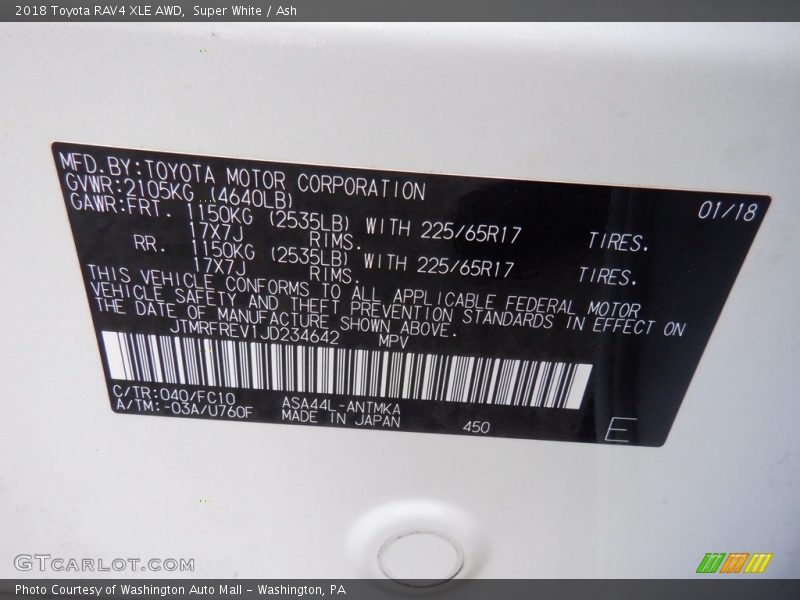 2018 Toyota RAV4 XLE AWD,  Super White / Ash
MFD.BY:TOYOTA MOTOR CORPORATION 01/18
GVWR:2105KG (4640LB)
GAWR:FRT. 1150KG (2535LB) WITH 225/65R17 TIRES.
17X7J RIMS.
RR. 1150KG (2535LB) WITH 225/65R17 TIRES.
17X7J RIMS.
THIS VEHICLE CONFORMS TO ALL APPLICABLE FEDERAL MOTOR
VEHICLE SAFETY AND THEFT PREVENTION STANDARDS IN EFFECT ON
THE DATE OF MANUFACTURE SHOWN ABOVE.
JTMRFREV1JD234642 MPV
C/TR:040/FC10 ASA44L-ANTMKA
A/TM:-03A/U760F MADE IN JAPAN 450 E
GTCARLOT.COM
Photo Courtesy of Washington Auto Mall - Washington, PA